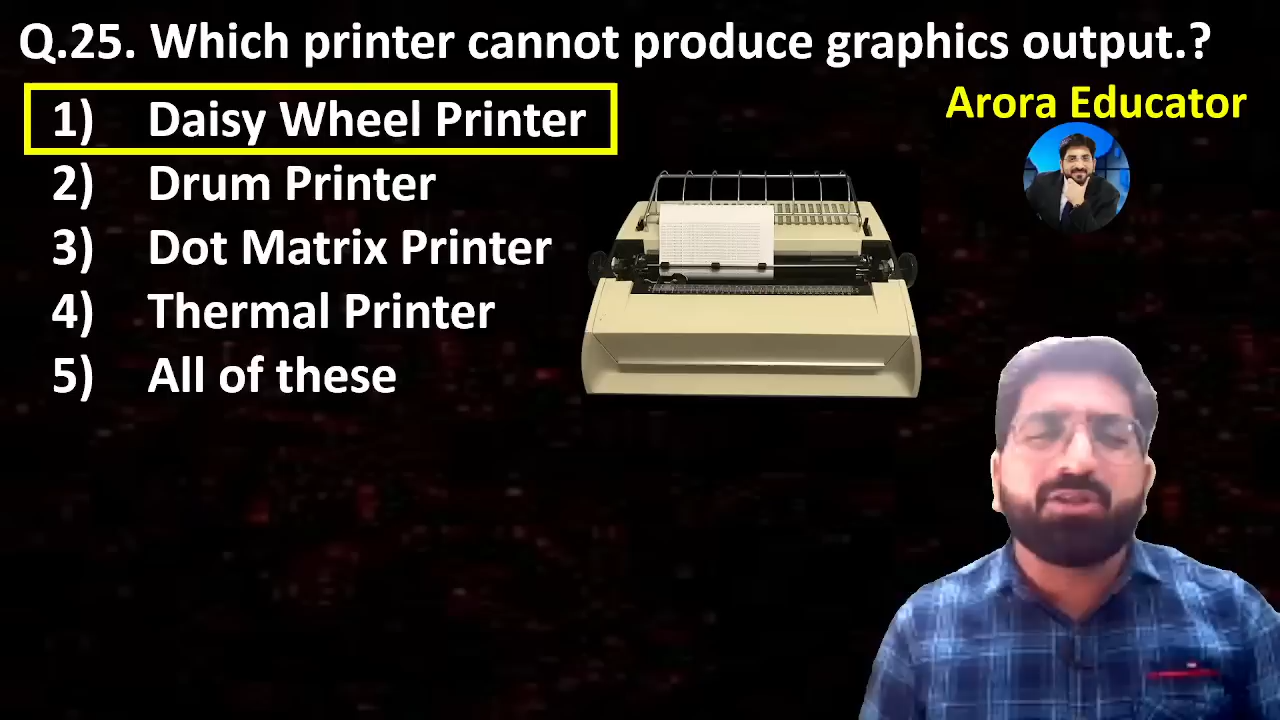 Q.25. Which printer cannot produce graphics output.?
1) Daisy Wheel Printer
Arora Educator
2) Drum Printer
3) Dot Matrix Printer
4) Thermal Printer
5) All of these